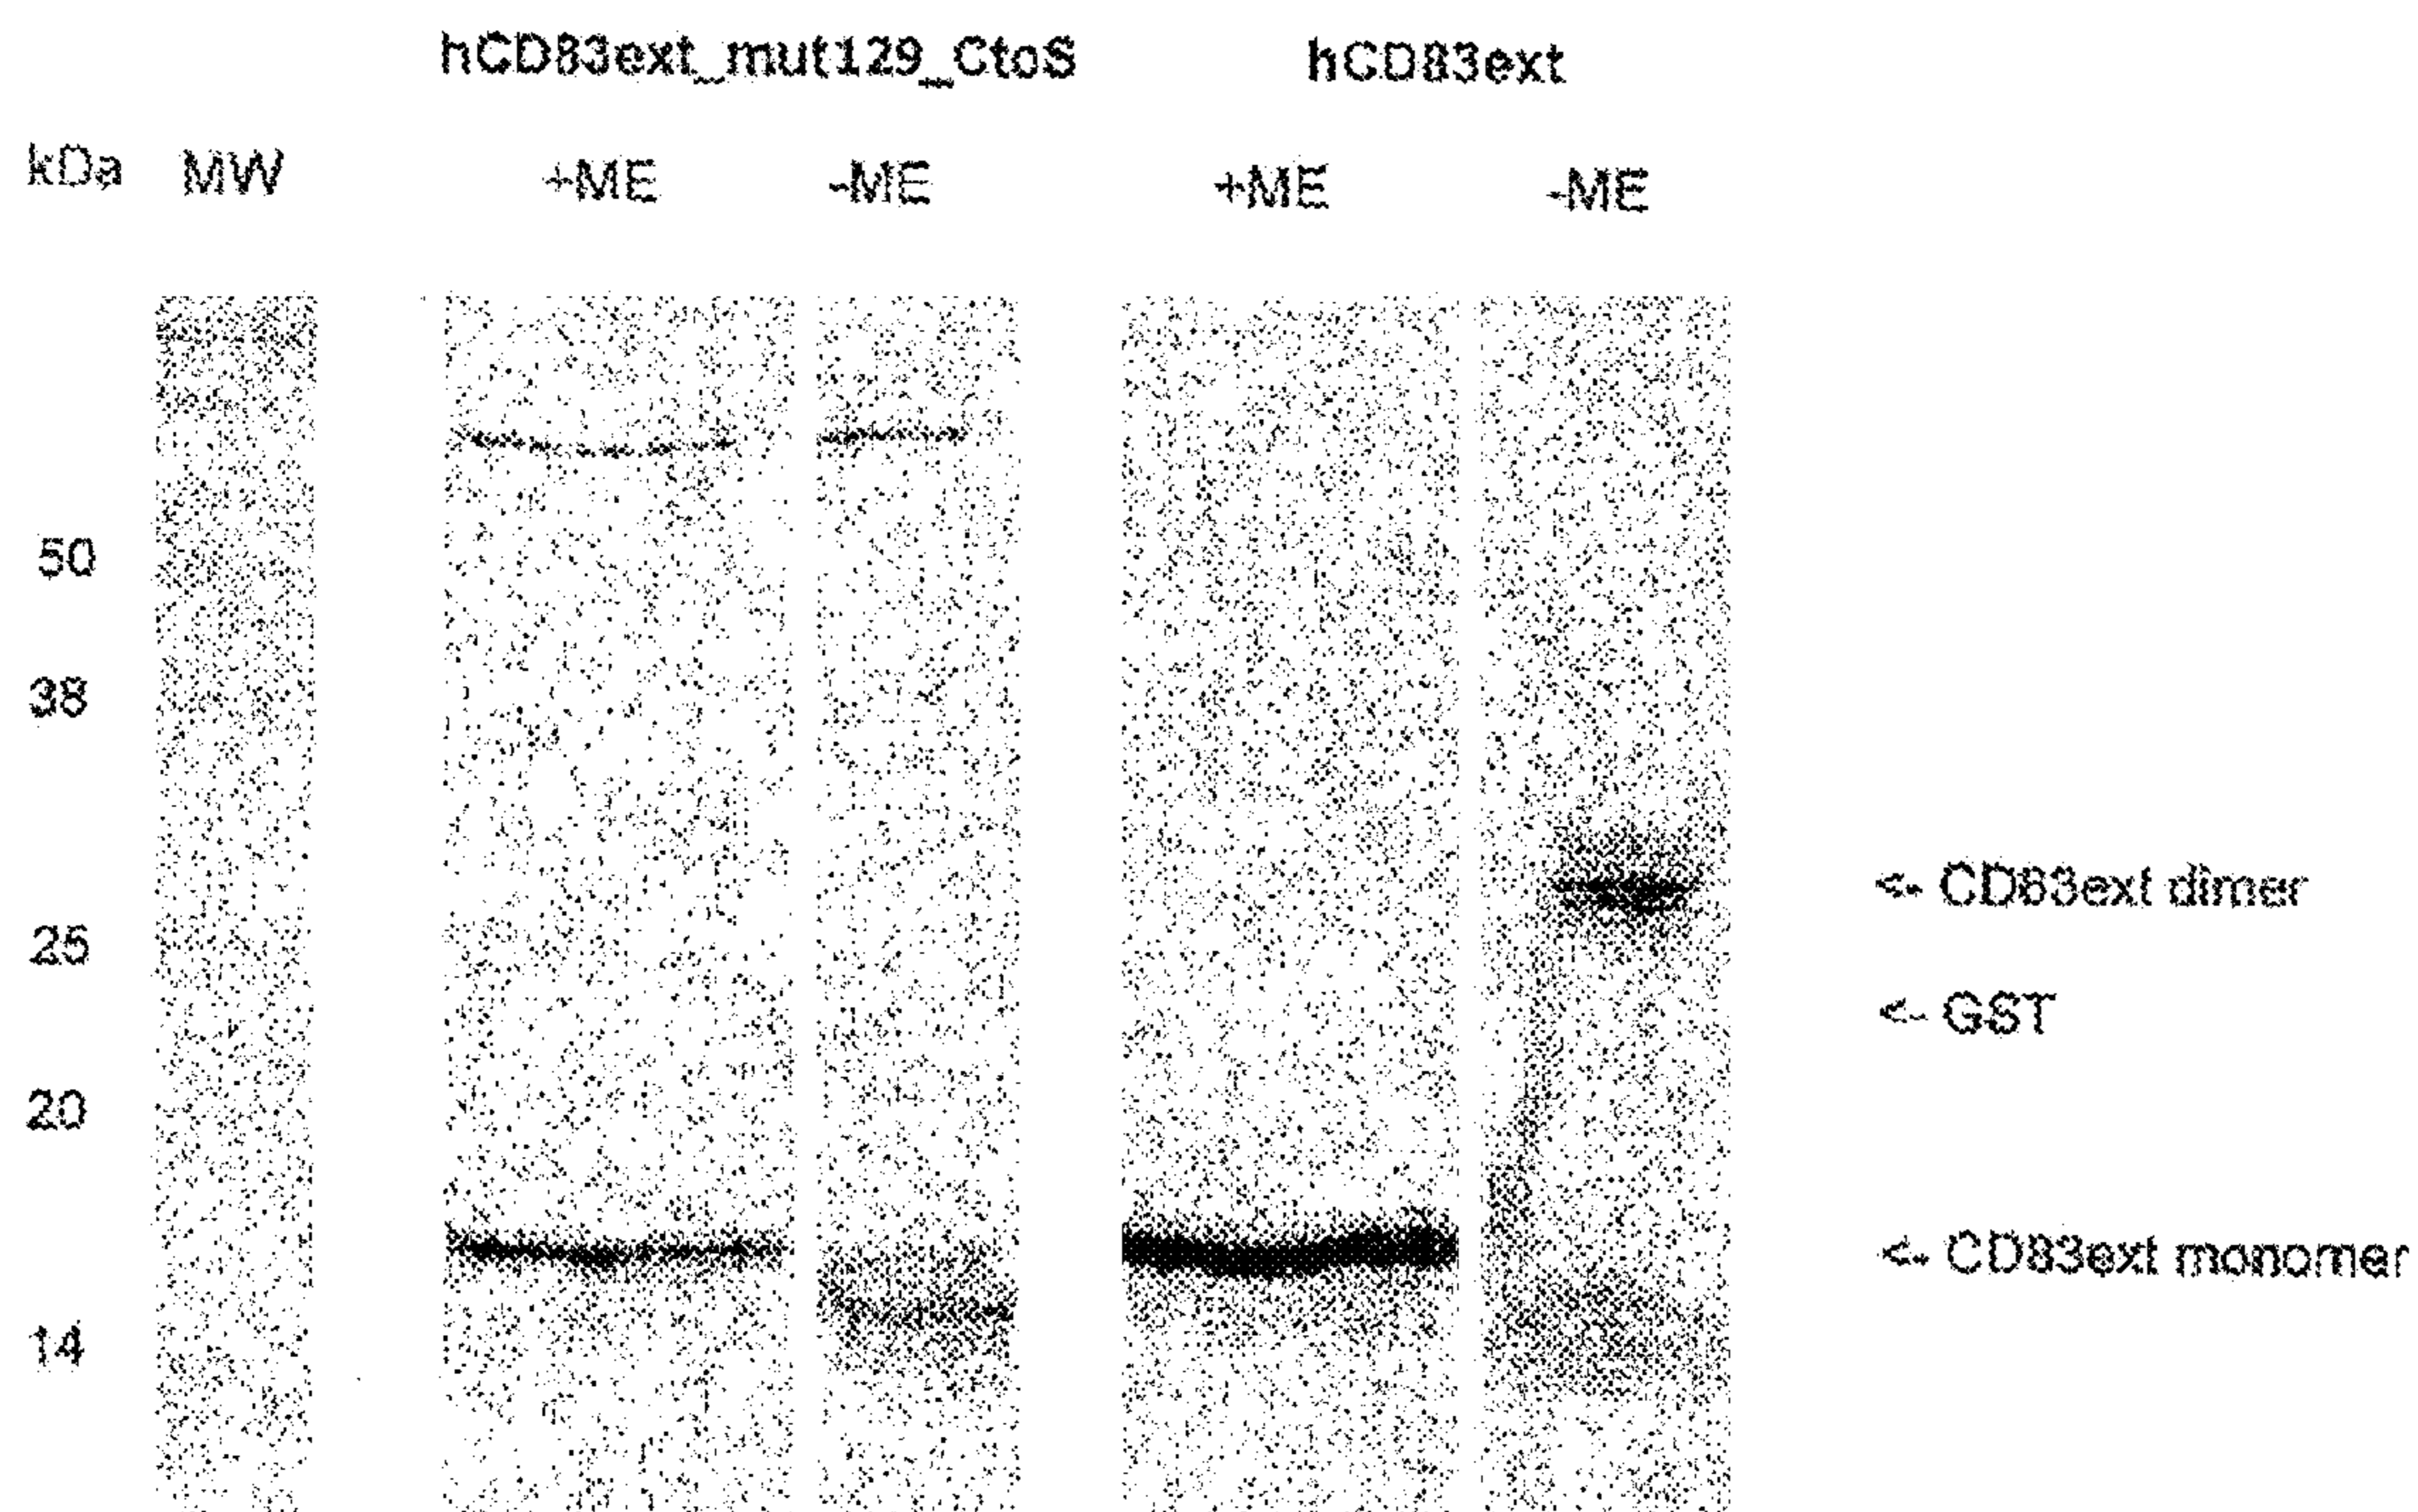 hCD83ext_mut129_CtoS hCD83ext
kDa MW +ME -ME +ME -ME
50
38
<- CD83ext dimer
25
<- GST
20
<- CD83ext monomer
14